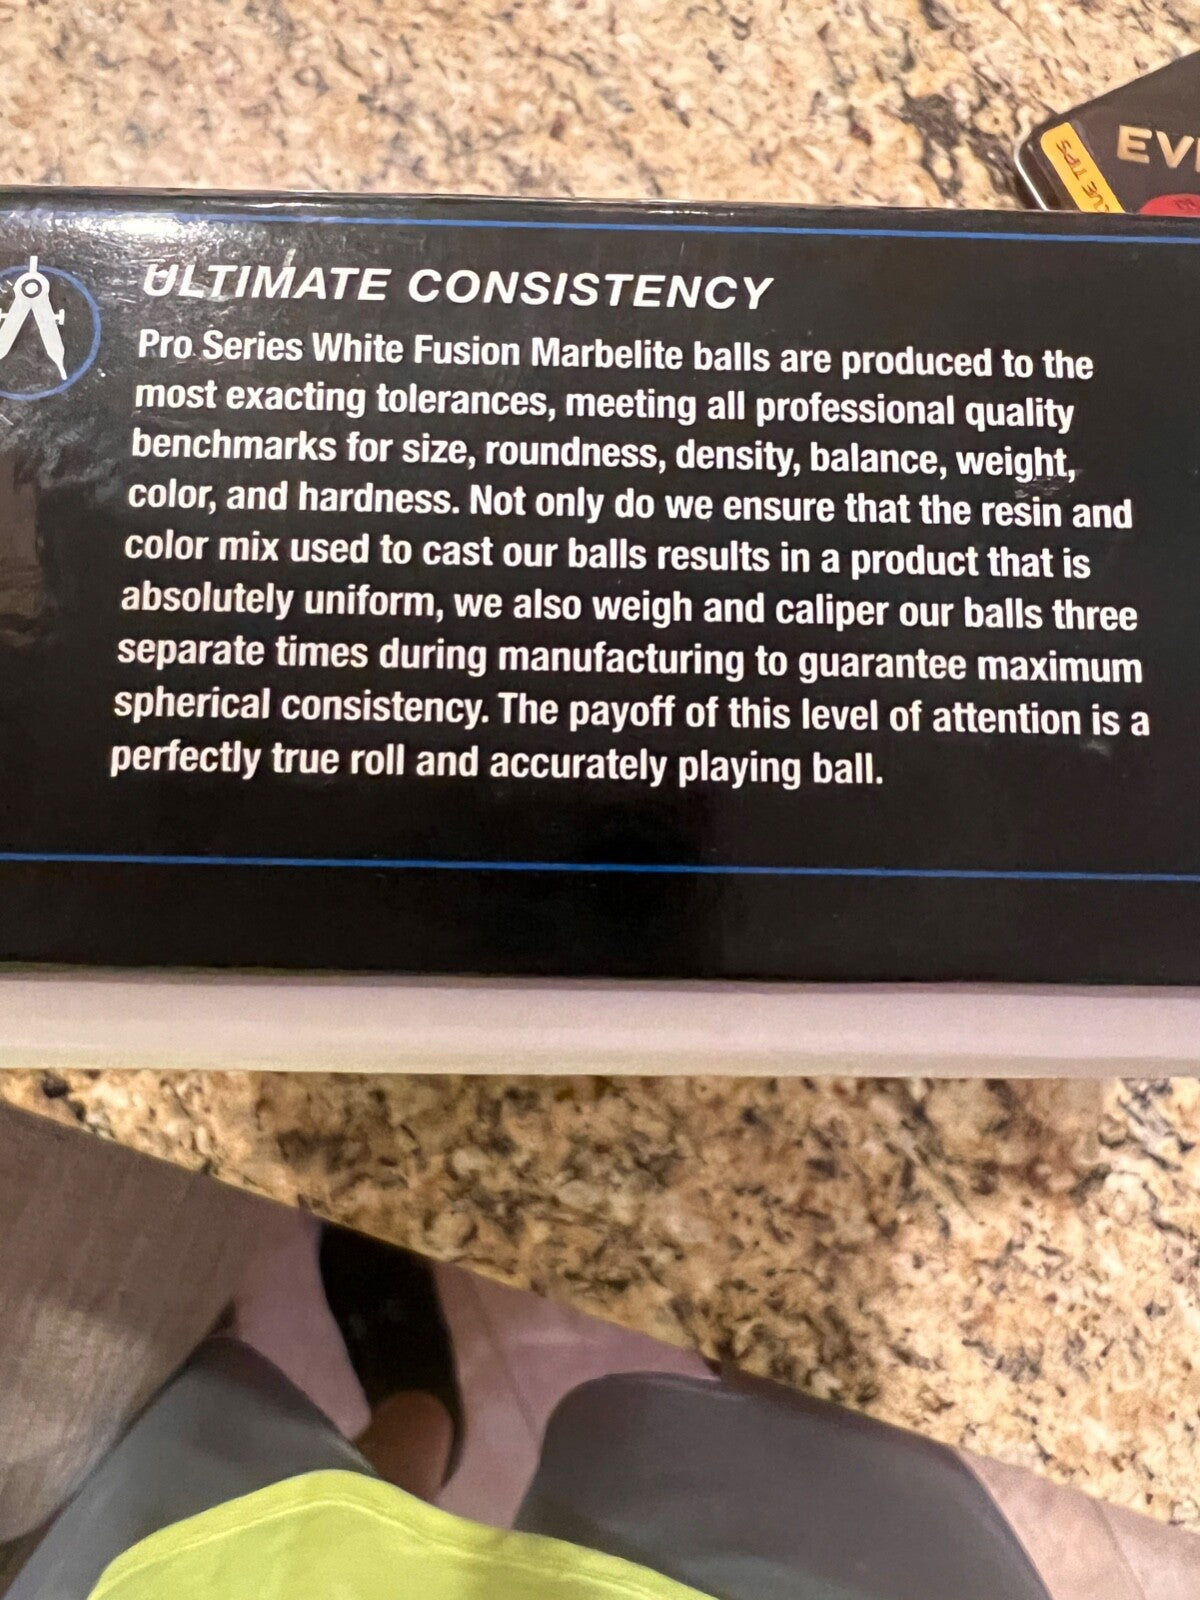 EV
CUE TIPS
ULTIMATE CONSISTENCY
Pro Series White Fusion Marbelite balls are produced to the
most exacting tolerances, meeting all professional quality
benchmarks for size, roundness, density, balance, weight,
color, and hardness. Not only do we ensure that the resin and
color mix used to cast our balls results in a product that is
absolutely uniform, we also weigh and caliper our balls three
separate times during manufacturing to guarantee maximum
spherical consistency. The payoff of this level of attention is a
perfectly true roll and accurately playing ball.